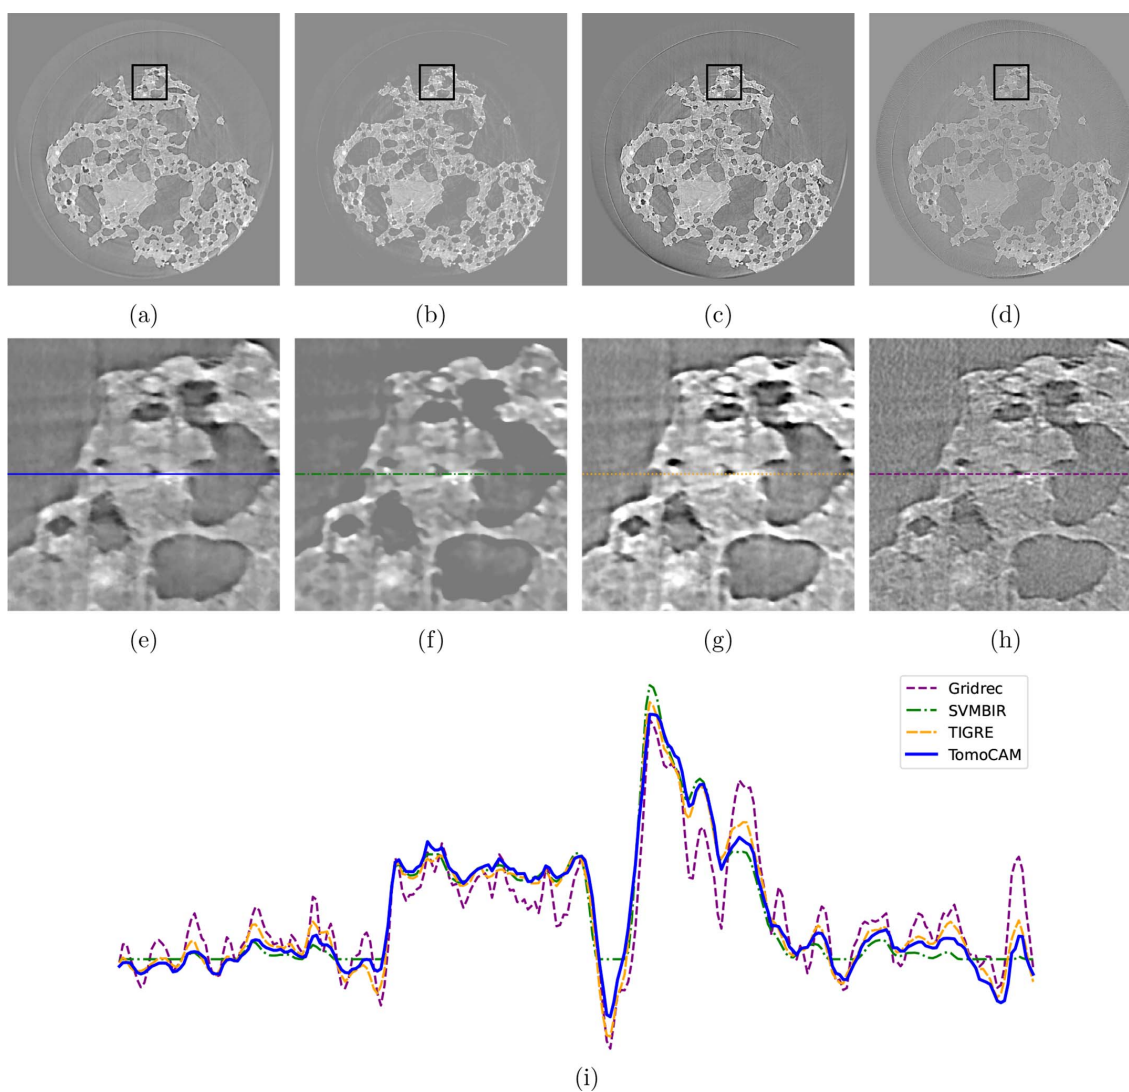 (a)
(b)
(c)
(d)
(e)
(f)
(g)
(h)
Gridrec
SVMBIR
TIGRE
TomoCAM
(i)